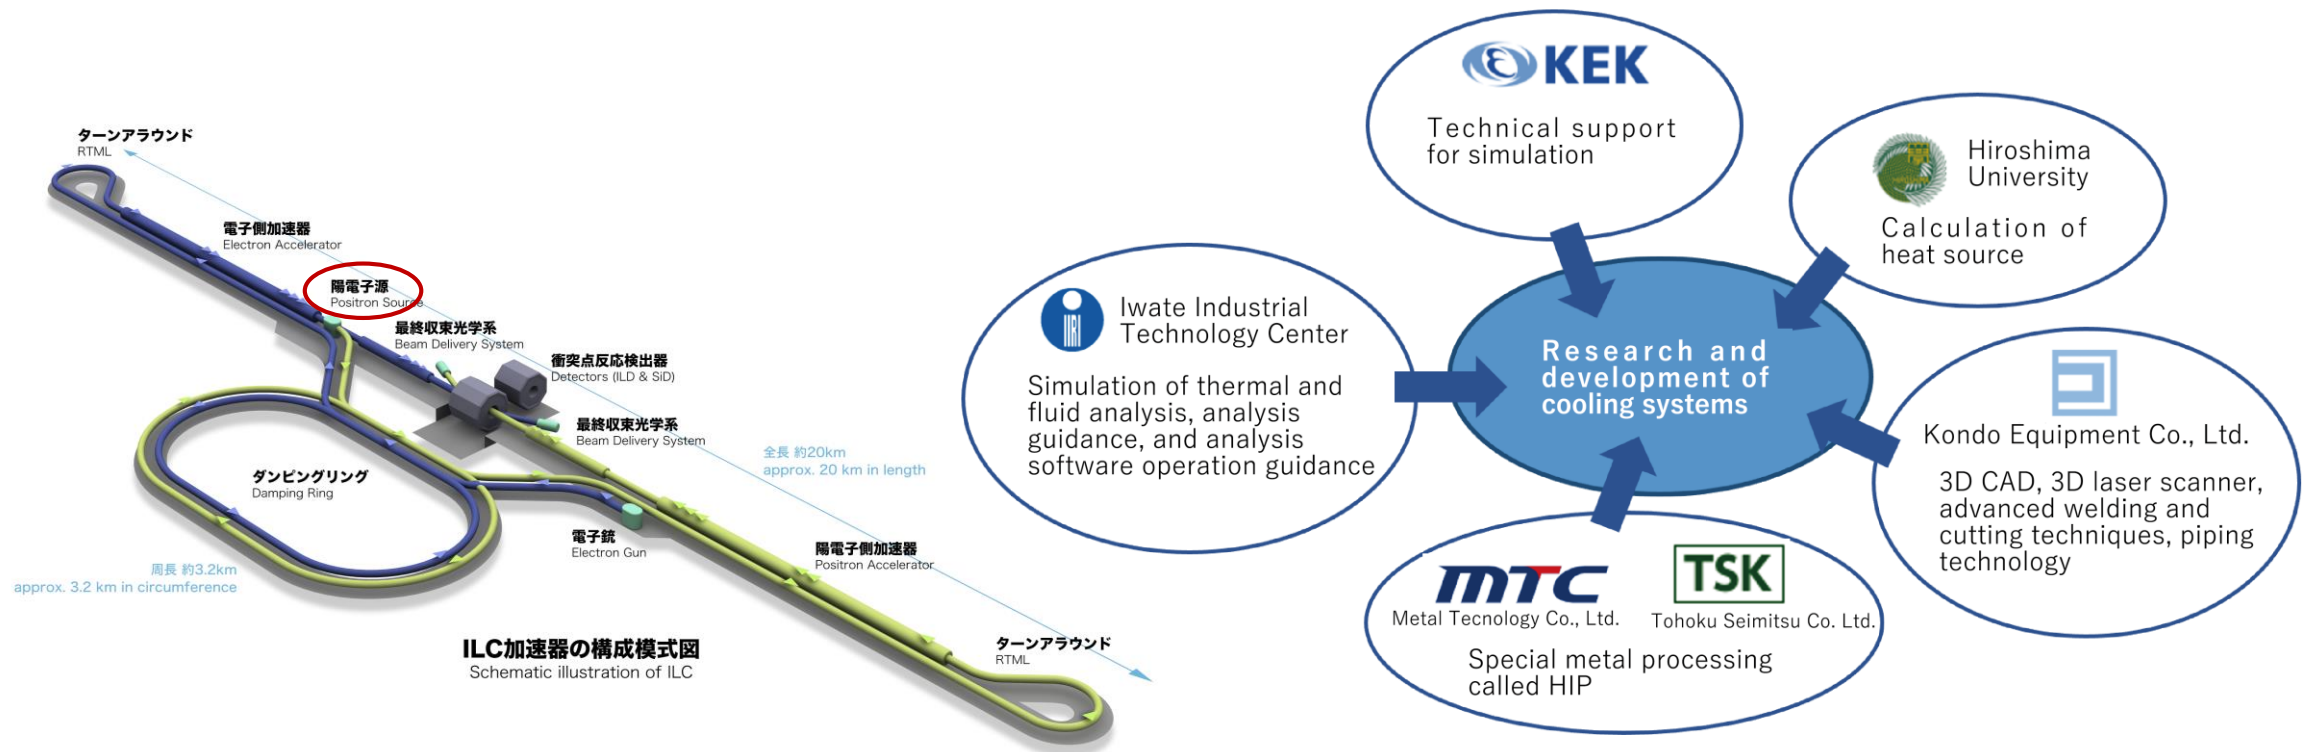 ターンアラウンド
RTML
電子側加速器
Electron Accelerator
陽電子源
Positron Source
最終収束光学系
Beam Delivery System
衝突点反応検出器
Detectors (ILD & SiD)
最終収束光学系
Beam Delivery System
全長 約20km
approx. 20 km in length
ダンピングリング
Damping Ring
電子銃
Electron Gun
陽電子側加速器
Positron Accelerator
周長 約3.2km
approx. 3.2 km in circumference
ILC加速器の構成模式図
Schematic illustration of ILC
ターンアラウンド
RTML
KEK
Technical support
for simulation
Hiroshima
University
Calculation of
heat source
IIRI
Iwate Industrial
Technology Center
Simulation of thermal and
fluid analysis, analysis
guidance, and analysis
software operation guidance
Research and
development of
cooling systems
Kondo Equipment Co., Ltd.
3D CAD, 3D laser scanner,
advanced welding and
cutting techniques, piping
technology
MTC
Metal Tecnology Co., Ltd.
TSK
Tohoku Seimitsu Co. Ltd.
Special metal processing
called HIP